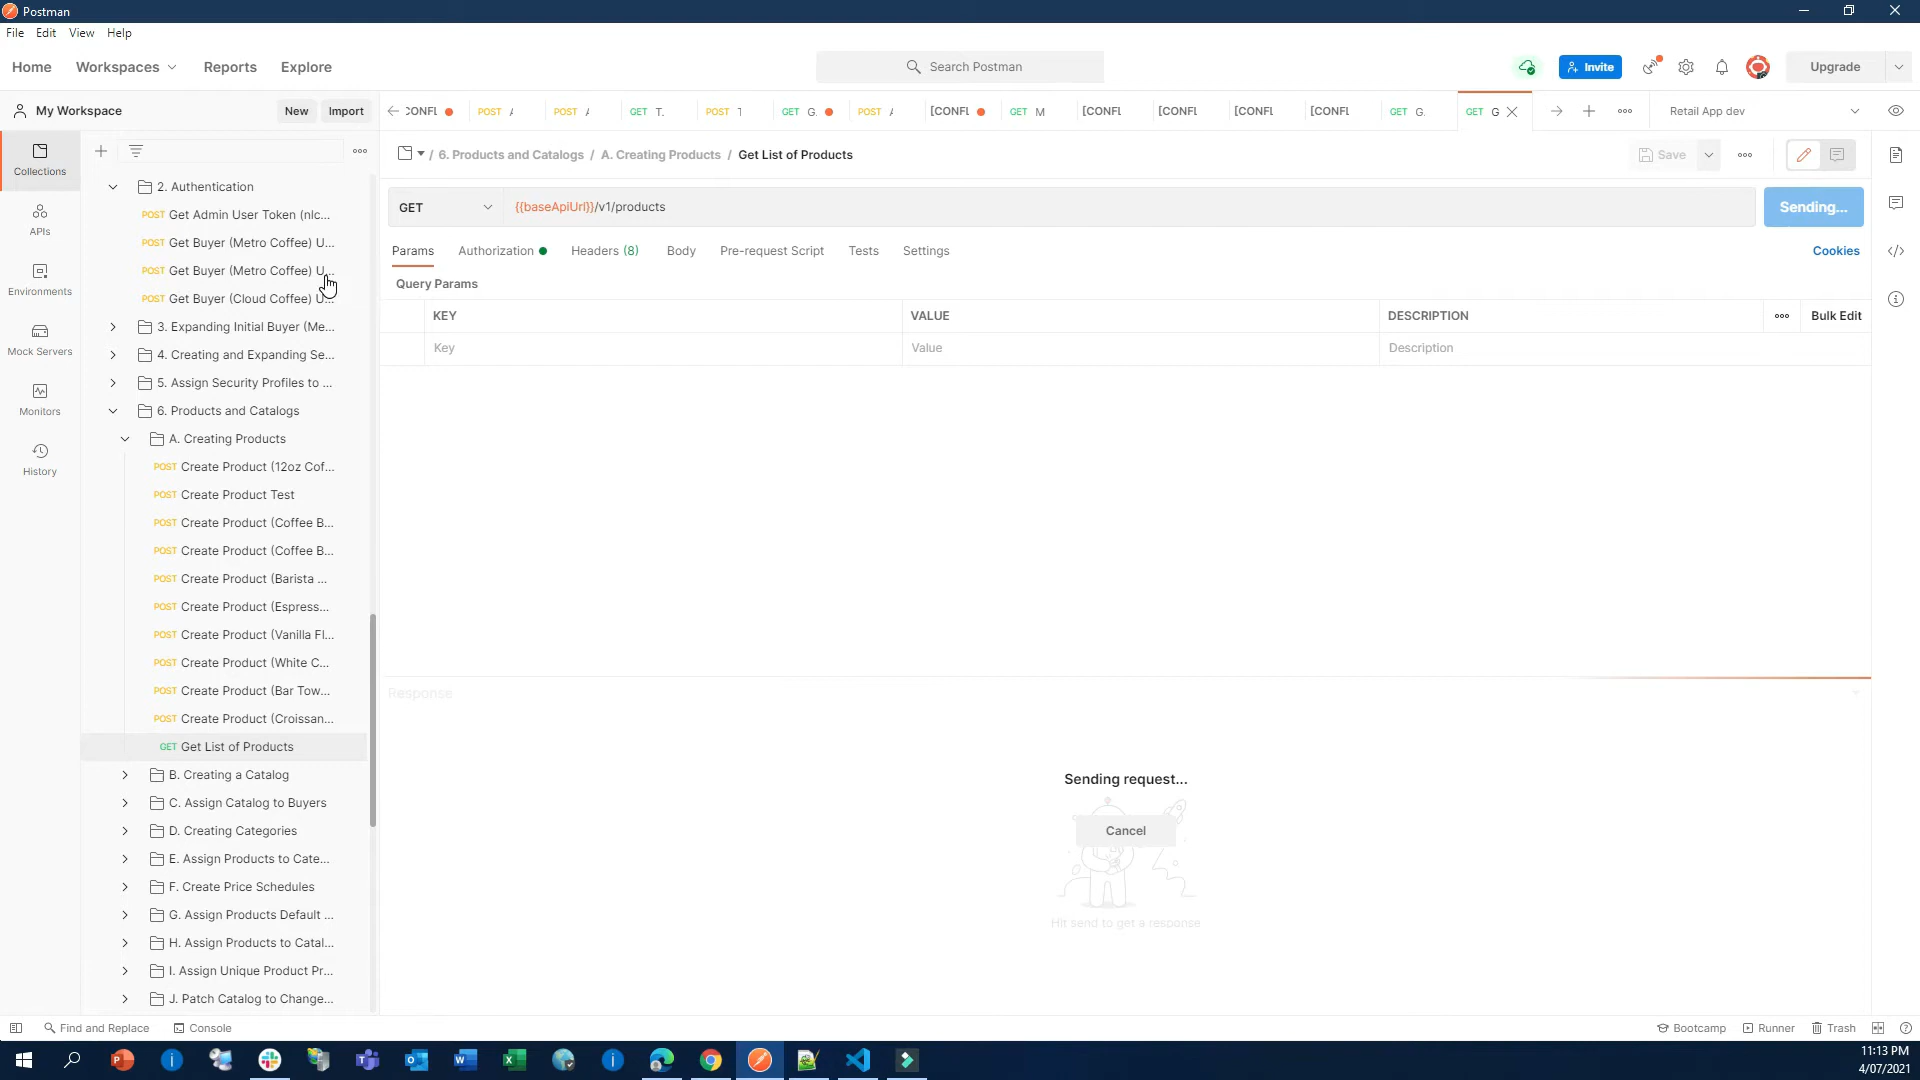 Postman
File Edit View Help
Home Workspaces Reports Explore
Search Postman
Invite
Upgrade
My Workspace
New Import
CONFL
POST
POST
GET T.
POST T
GET G.
POST
[CONFL
GET M
[CONFL
[CONFL
[CONFL
[CONFL
GET G.
GET G
Retail App dev
Collections
APIs
Environments
Mock Servers
Monitors
History
2. Authentication
POST Get Admin User Token (nlc...
POST Get Buyer (Metro Coffee) U...
POST Get Buyer (Metro Coffee) U...
POST Get Buyer (Cloud Coffee) U...
3. Expanding Initial Buyer (Me...
4. Creating and Expanding Se...
5. Assign Security Profiles to ...
6. Products and Catalogs
A. Creating Products
POST Create Product (12oz Cof...
POST Create Product Test
POST Create Product (Coffee B...
POST Create Product (Coffee B...
POST Create Product (Barista ...
POST Create Product (Espress...
POST Create Product (Vanilla Fl...
POST Create Product (White C...
POST Create Product (Bar Tow...
POST Create Product (Croissan...
GET Get List of Products
B. Creating a Catalog
C. Assign Catalog to Buyers
D. Creating Categories
E. Assign Products to Cate...
F. Create Price Schedules
G. Assign Products Default ...
H. Assign Products to Catal...
I. Assign Unique Product Pr...
J. Patch Catalog to Change...
/ 6. Products and Catalogs / A. Creating Products / Get List of Products
Save
GET
{{baseApiUrl}}/v1/products
Sending...
Params Authorization Headers (8) Body Pre-request Script Tests Settings
Cookies
Query Params
KEY VALUE DESCRIPTION
Bulk Edit
Key Value Description
Response
Sending request...
Cancel
Hit send to get a response
Find and Replace Console
Bootcamp Runner Trash
11:13 PM
4/07/2021